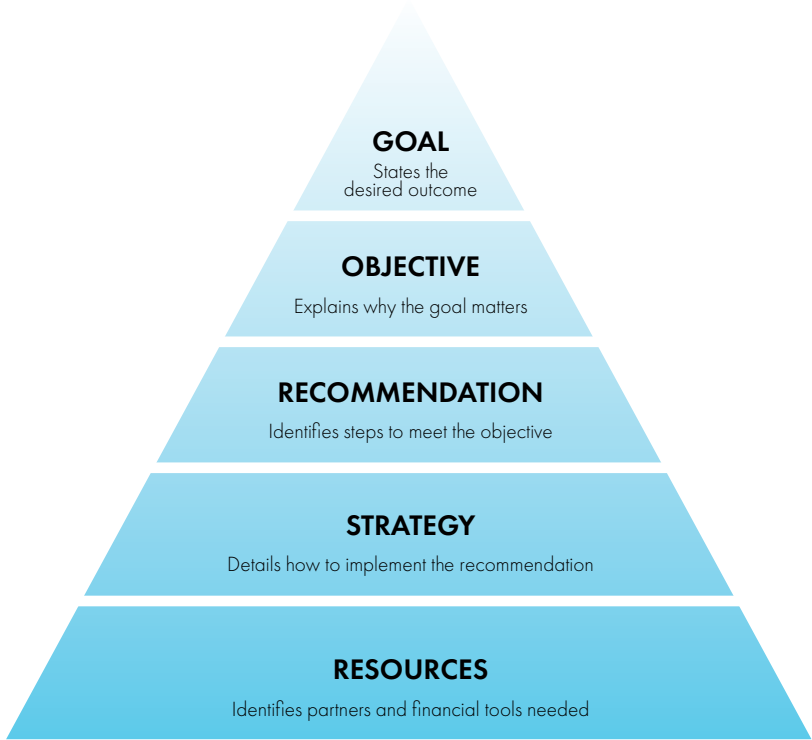 GOAL
States the
desired outcome
OBJECTIVE
Explains why the goal matters
RECOMMENDATION
Identifies steps to meet the objective
STRATEGY
Details how to implement the recommendation
RESOURCES
Identifies partners and financial tools needed